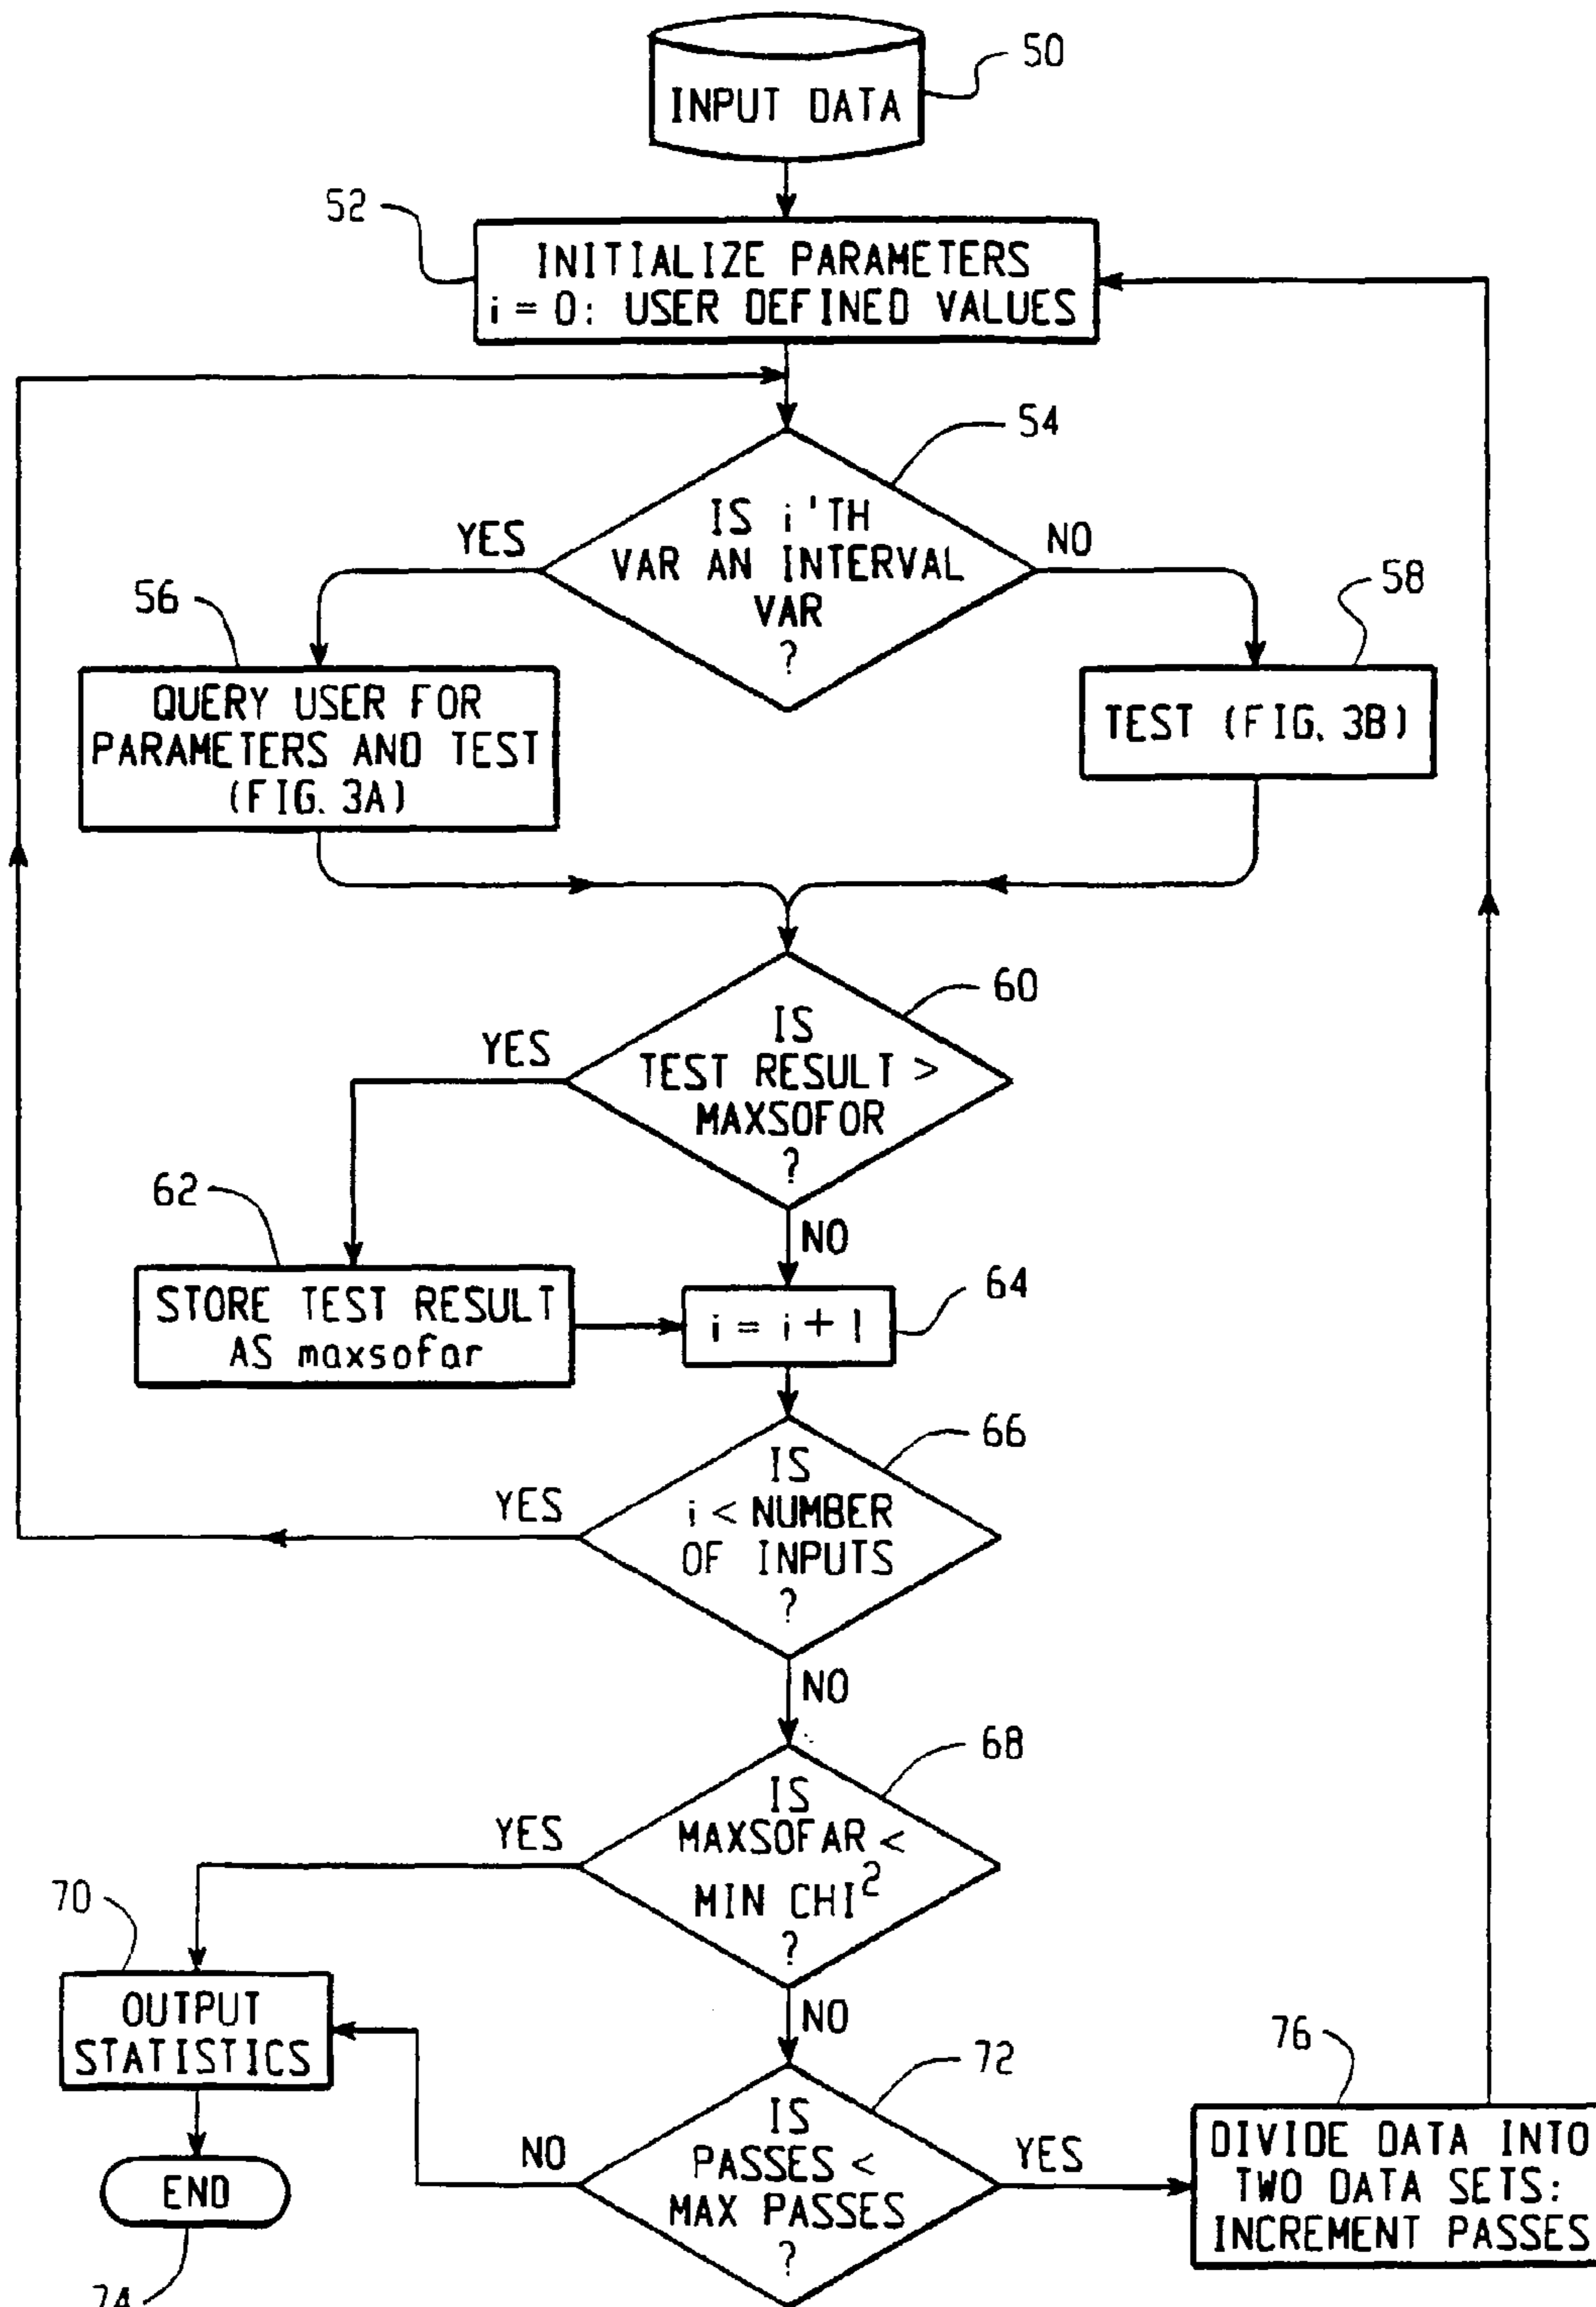 50
INPUT DATA
52
INITIALIZE PARAMETERS
i = 0: USER DEFINED VALUES
54
IS i'TH
VAR AN INTERVAL
VAR
?
YES
NO
56
58
QUERY USER FOR
PARAMETERS AND TEST
(FIG. 3A)
TEST (FIG. 3B)
60
IS
TEST RESULT >
MAXSOFOR
?
YES
NO
62
STORE TEST RESULT
AS maxsofar
64
i = i + 1
66
IS
i < NUMBER
OF INPUTS
?
YES
NO
68
IS
MAXSOFAR <
MIN CHI²
?
YES
NO
70
OUTPUT
STATISTICS
72
IS
PASSES <
MAX PASSES
?
NO
YES
76
DIVIDE DATA INTO
TWO DATA SETS:
INCREMENT PASSES
END
74